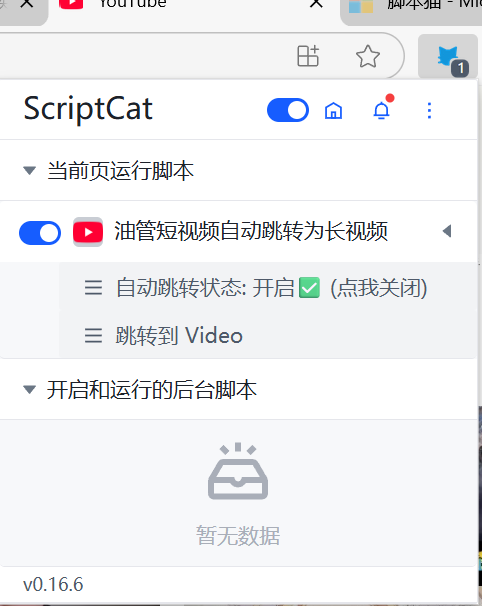 YouTube
脚本猫 - Mic
1
ScriptCat
当前页运行脚本
油管短视频自动跳转为长视频
自动跳转状态: 开启✅ (点我关闭)
跳转到 Video
开启和运行的后台脚本
暂无数据
v0.16.6